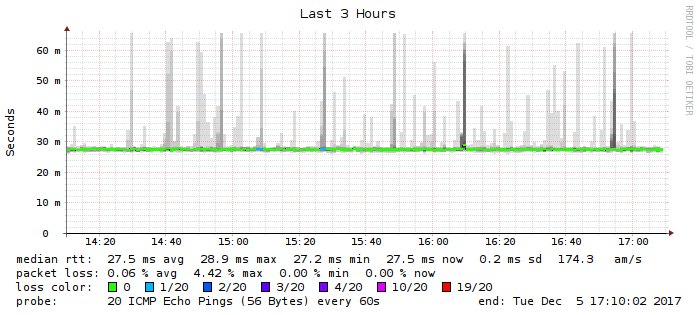 Last 3 Hours
RRDTOOL / TOBI OETIKER
Seconds
60 m
50 m
40 m
30 m
20 m
10 m
0
14:20 14:40 15:00 15:20 15:40 16:00 16:20 16:40 17:00
median rtt: 27.5 ms avg 28.9 ms max 27.2 ms min 27.5 ms now 0.2 ms sd 174.3 am/s
packet loss: 0.06 % avg 4.42 % max 0.00 % min 0.00 % now
loss color: 0 1/20 2/20 3/20 4/20 10/20 19/20
probe: 20 ICMP Echo Pings (56 Bytes) every 60s end: Tue Dec 5 17:10:02 2017